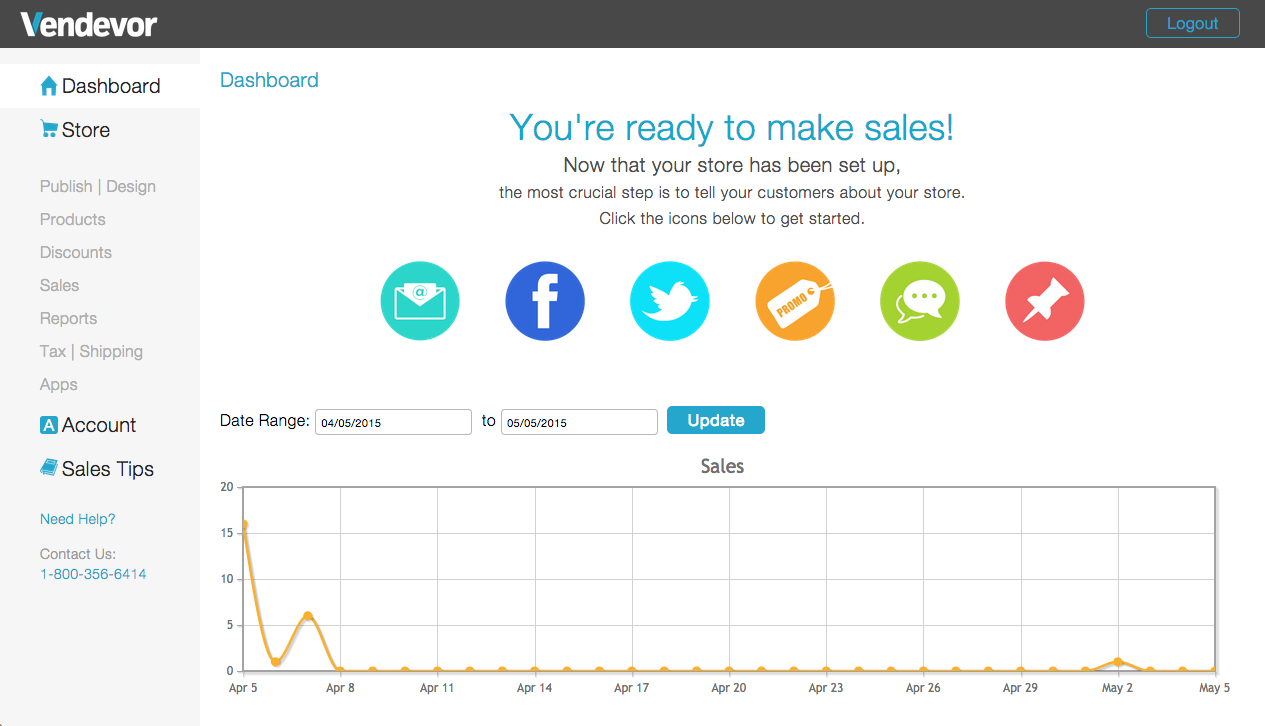 Vendevor
Logout
Dashboard
Store
Publish | Design
Products
Discounts
Sales
Reports
Tax | Shipping
Apps
A Account
Sales Tips
Need Help?
Contact Us:
1-800-356-6414
Dashboard
You're ready to make sales!
Now that your store has been set up,
the most crucial step is to tell your customers about your store.
Click the icons below to get started.
@
f
PROMO
Date Range: 04/05/2015 to 05/05/2015 Update
Sales
20
15
10
5
0
Apr 5 Apr 8 Apr 11 Apr 14 Apr 17 Apr 20 Apr 23 Apr 26 Apr 29 May 2 May 5